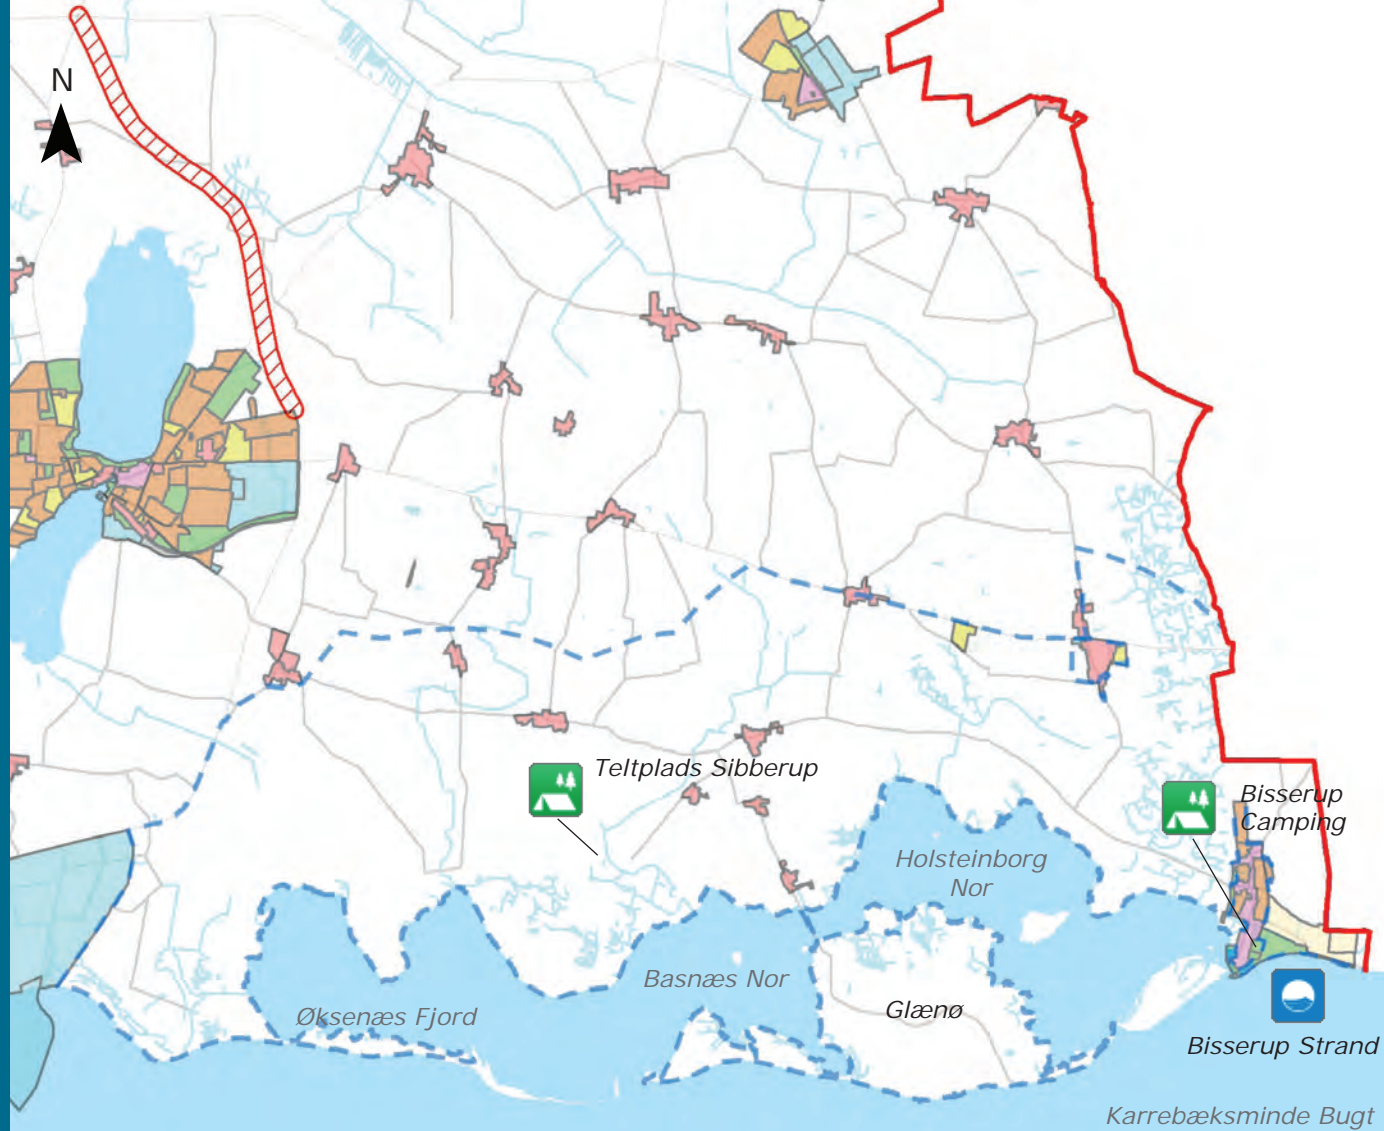 N
Teltplads Sibberup
Bisserup
Camping
Holsteinborg
Nor
Basnæs Nor
Øksenæs Fjord
Glænø
Bisserup Strand
Karrebæksminde Bugt